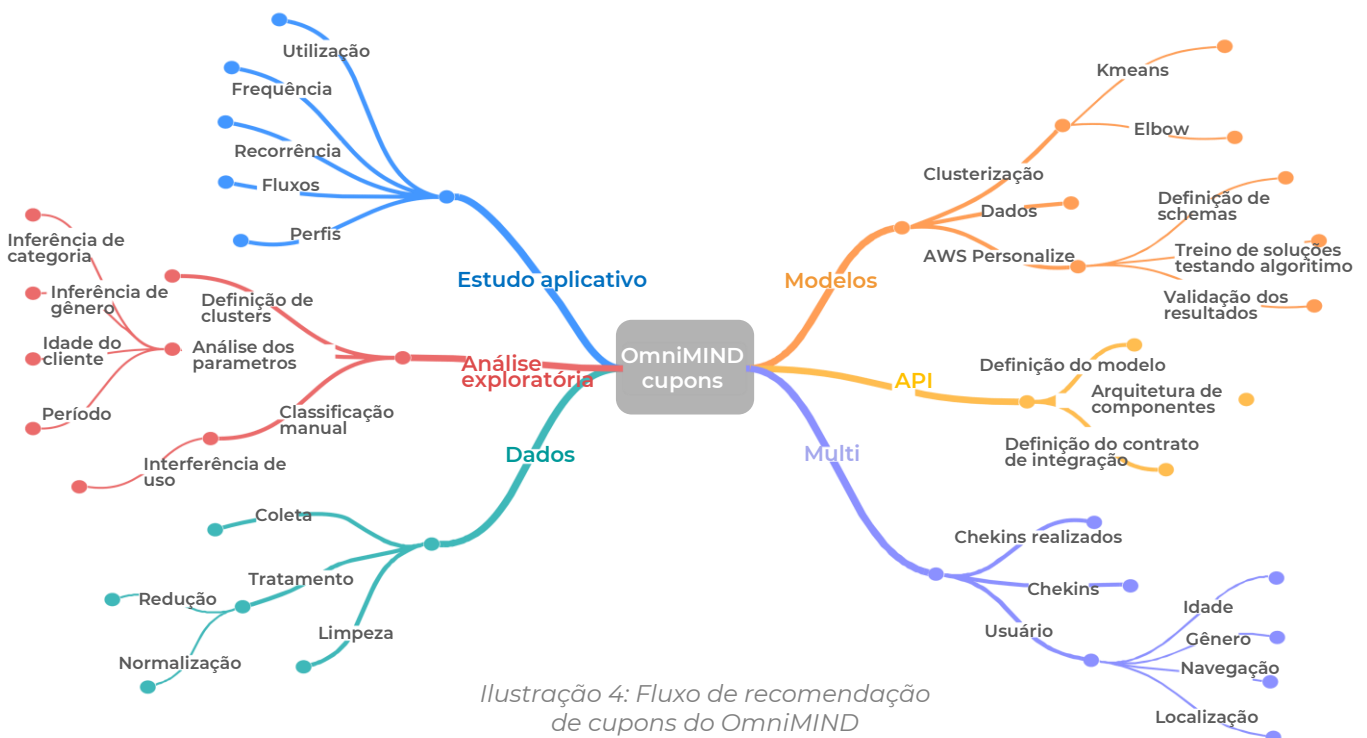 Utilização
Frequência
Recorrência
Fluxos
Perfis
Estudo aplicativo
Inferência de
categoria
Inferência de
gênero
Idade do
cliente
Período
Definição de
clusters
Análise dos
parametros
Classificação
manual
Interferência de
uso
Análise
exploratória
Dados
Coleta
Tratamento
Redução
Normalização
Limpeza
OmniMIND
cupons
Modelos
Clusterização
Kmeans
Elbow
Dados
AWS Personalize
Definição de
schemas
Treino de soluções
testando algoritimo
Validação dos
resultados
API
Definição do modelo
Arquitetura de
componentes
Definição do contrato
de integração
Multi
Chekins realizados
Chekins
Usuário
Idade
Gênero
Navegação
Localização
Ilustração 4: Fluxo de recomendação
de cupons do OmniMIND